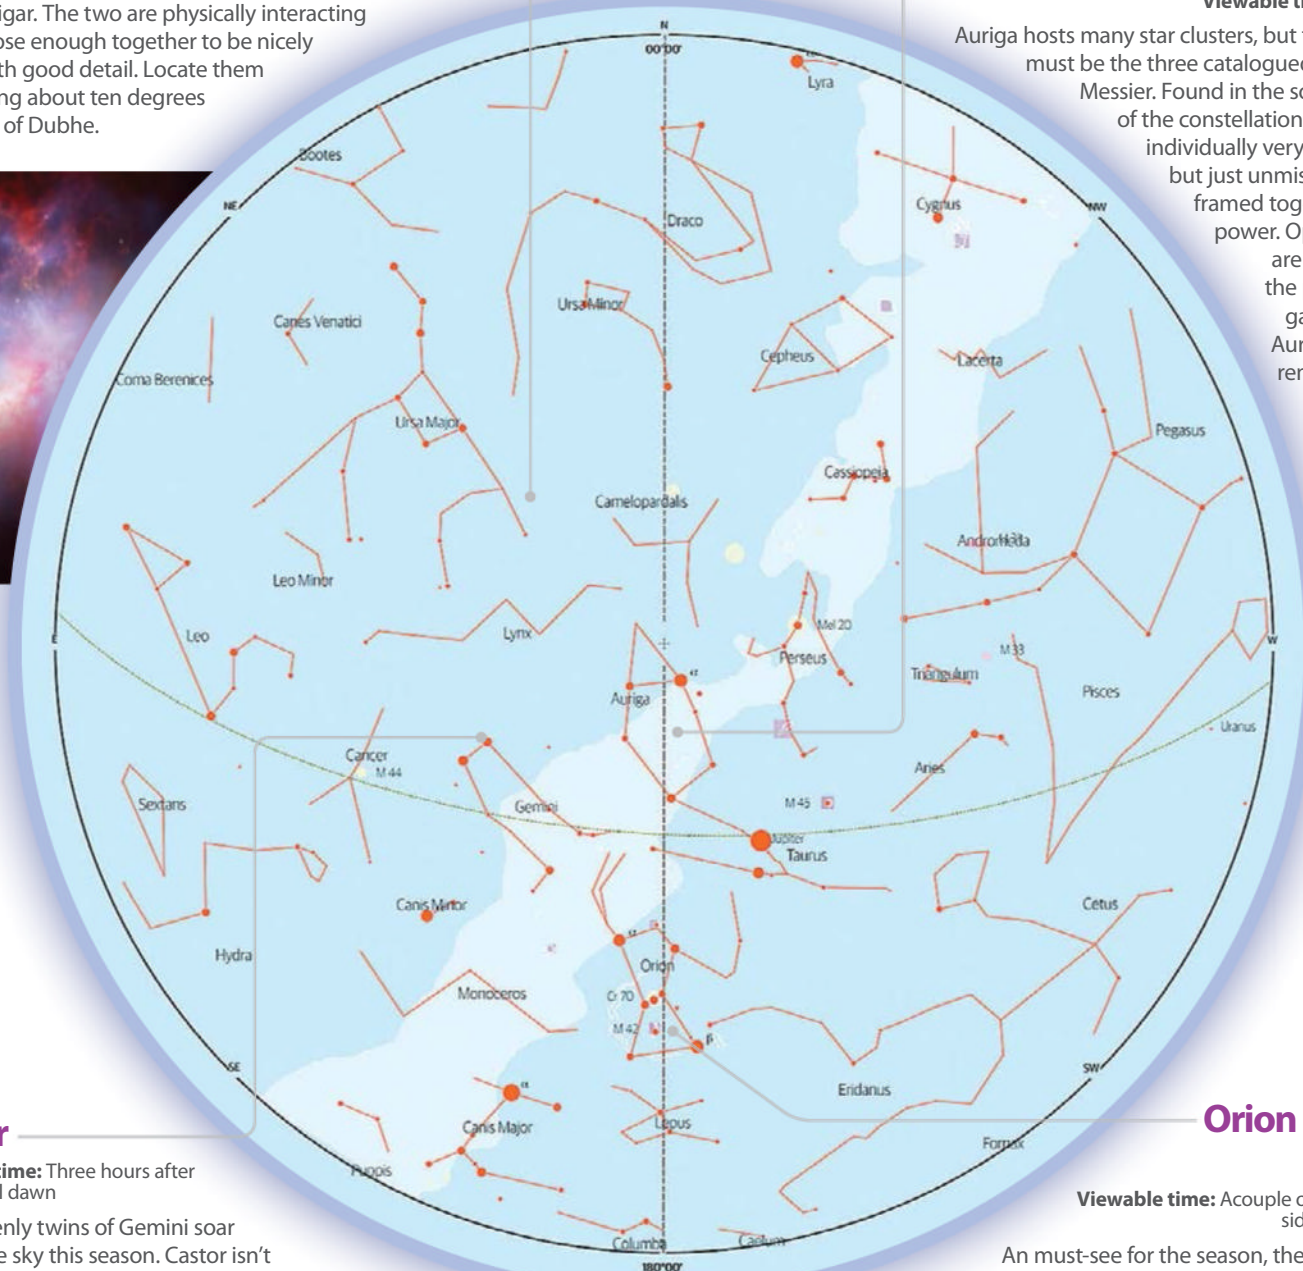 igar. The two are physically interacting
ose enough together to be nicely
th good detail. Locate them
ng about ten degrees
of Dubhe.
Viewable ti
Auriga hosts many star clusters, but
must be the three catalogued
Messier. Found in the so
of the constellation
individually very
but just unmis
framed tog
power. O
are
the
ga
Aur
rer
N
00°00'
Lyra
Bootes
NE
Draco
Cygnus
NW
Ursa Minor
Canes Venatici
Cepheus
Lacerta
Coma Berenices
Ursa Major
Pegasus
Cassiopeia
Camelopardalis
Andromeda
Leo Minor
Leo
Lynx
Mel 20
Perseus
M 33
Triangulum
E
W
Auriga
α
Pisces
Uranus
Cancer
M 44
Aries
Sextans
Gemini
M 45
Jupiter
Taurus
Canis Minor
Cetus
α
Hydra
Orion
Monoceros
Cr 70
M 42
β
SE
SW
α
Eridanus
Canis Major
Lepus
Fornax
Puppis
Columba
Caelum
180°00'
r
time: Three hours after
l dawn
enly twins of Gemini soar
e sky this season. Castor isn't
Orion
Viewable time: Acouple o
sid
An must-see for the season, the